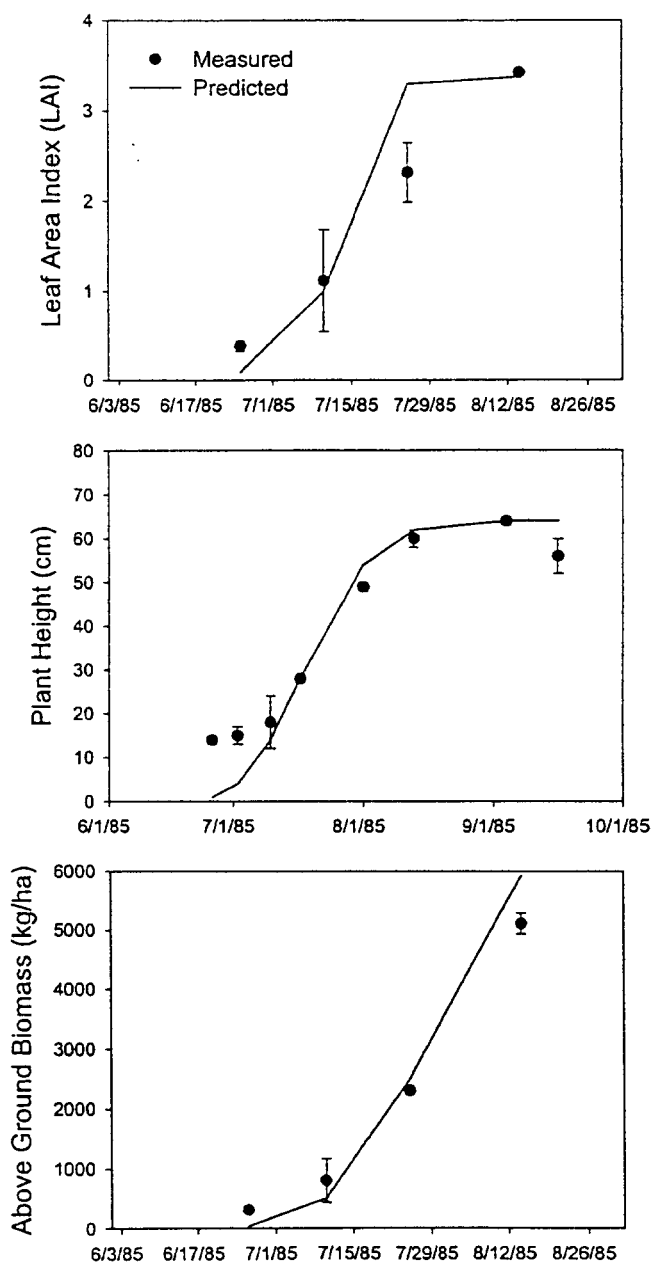 4
Measured
Predicted
3
2
1
0
Leaf Area Index (LAI)
6/3/85 6/17/85 7/1/85 7/15/85 7/29/85 8/12/85 8/26/85
80
70
60
50
40
30
20
10
0
Plant Height (cm)
6/1/85 7/1/85 8/1/85 9/1/85 10/1/85
6000
5000
4000
3000
2000
1000
0
Above Ground Biomass (kg/ha)
6/3/85 6/17/85 7/1/85 7/15/85 7/29/85 8/12/85 8/26/85